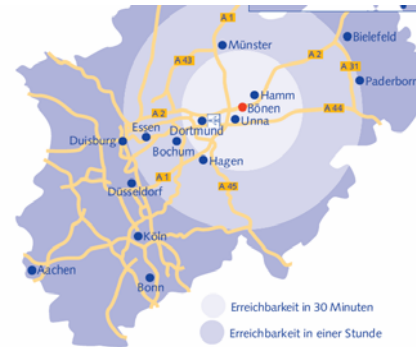 A 1
Bielefeld
Münster
A 2
A 43
A 31
Paderborn
Hamm
Bönen
A 2
A 44
Essen
Dortmund
Unna
Duisburg
Bochum
Hagen
A 1
A 45
Düsseldorf
Köln
Aachen
Bonn
Erreichbarkeit in 30 Minuten
Erreichbarkeit in einer Stunde